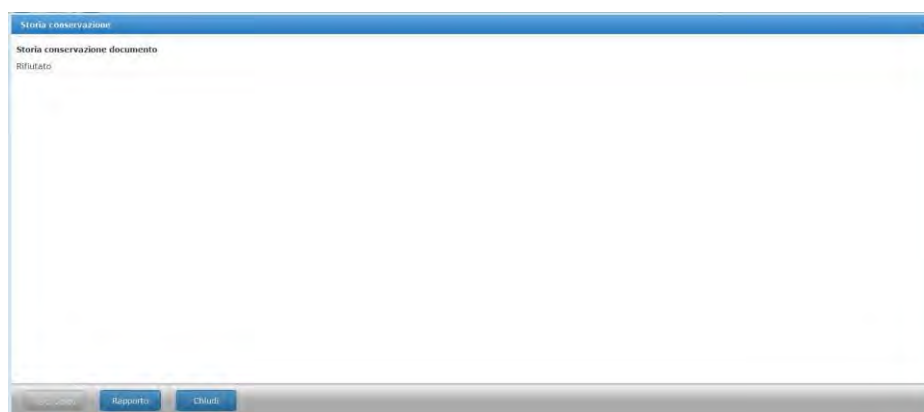 Storia conservazione
Storia conservazione documento
Rifiutato
Rapporto
Chiudi